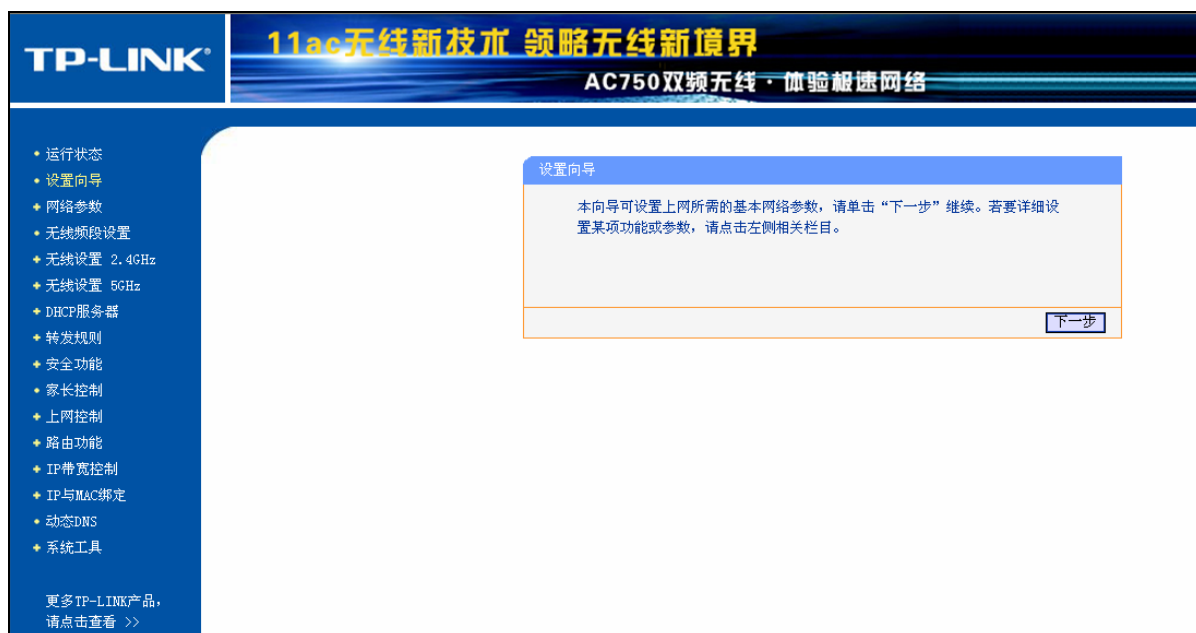 TP-LINK®
11ac无线新技术 领略无线新境界
AC750双频无线·体验极速网络
运行状态
设置向导
网络参数
无线频段设置
无线设置 2.4GHz
无线设置 5GHz
DHCP服务器
转发规则
安全功能
家长控制
上网控制
路由功能
IP带宽控制
IP与MAC绑定
动态DNS
系统工具
更多TP-LINK产品，
请点击查看 >>
设置向导
本向导可设置上网所需的基本网络参数，请单击“下一步”继续。若要详细设
置某项功能或参数，请点击左侧相关栏目。
下一步